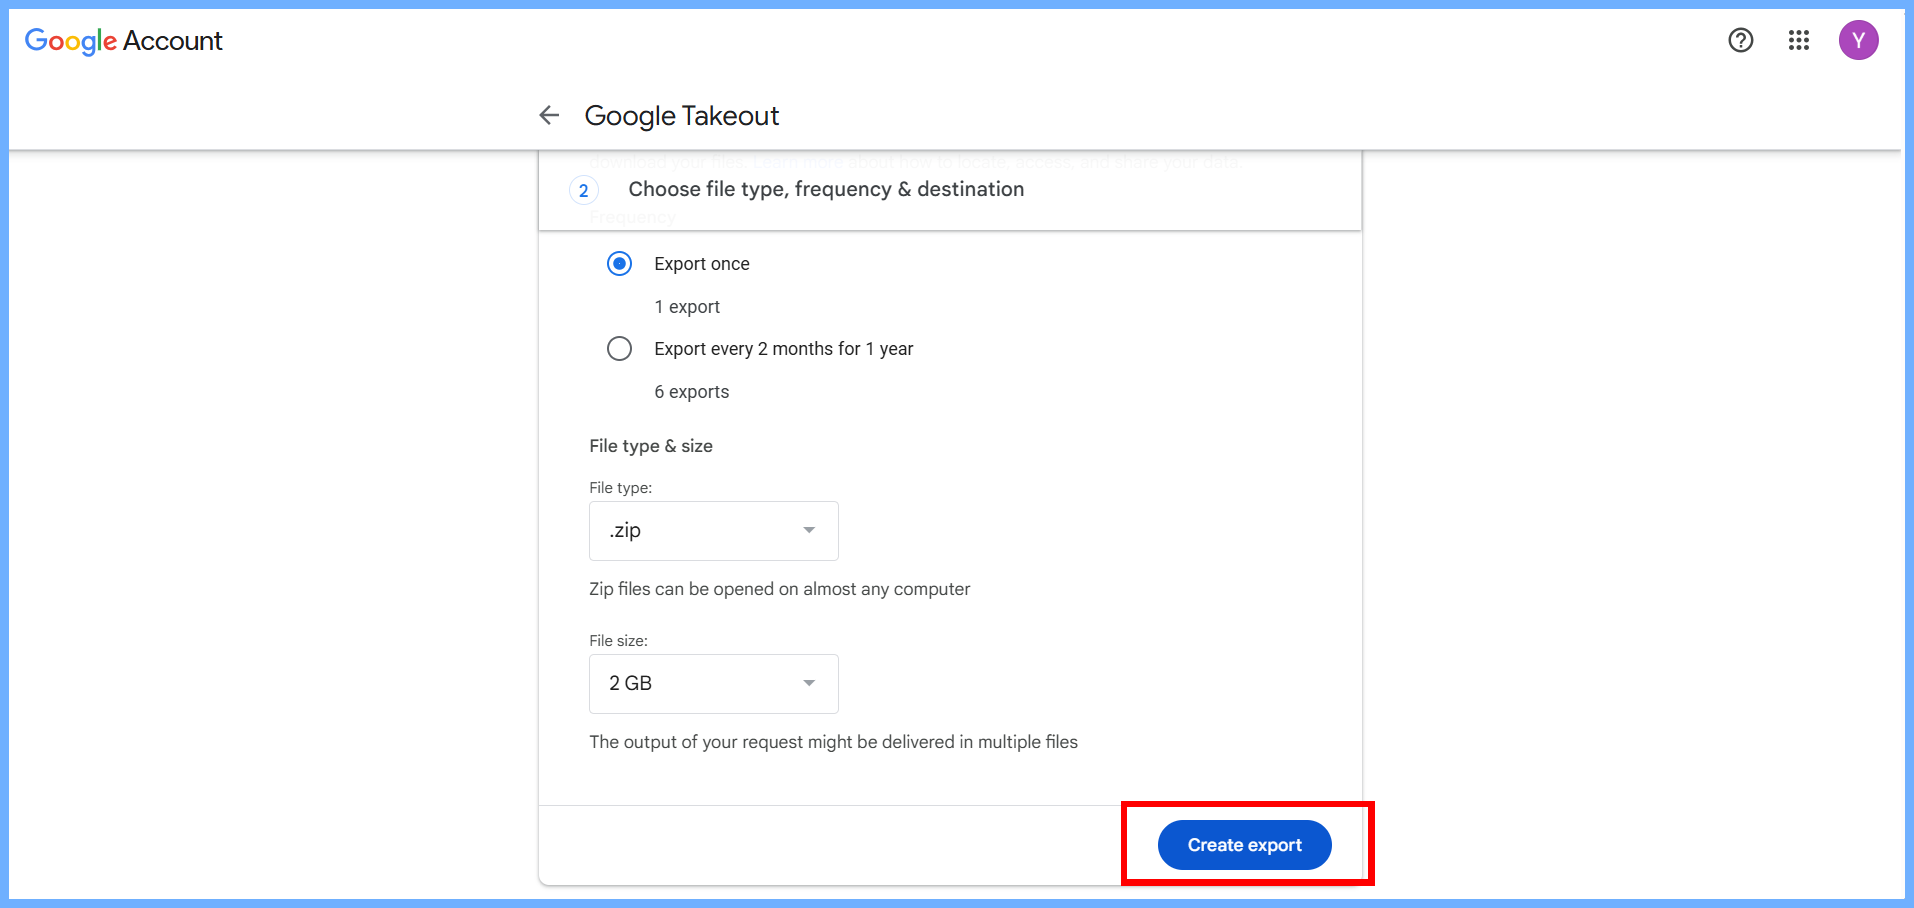 Google Account
Y
Google Takeout
download your files. Learn more about how to locate, access, and share your data.
2 Choose file type, frequency & destination
Frequency
Export once
1 export
Export every 2 months for 1 year
6 exports
File type & size
File type:
.zip
Zip files can be opened on almost any computer
File size:
2 GB
The output of your request might be delivered in multiple files
Create export